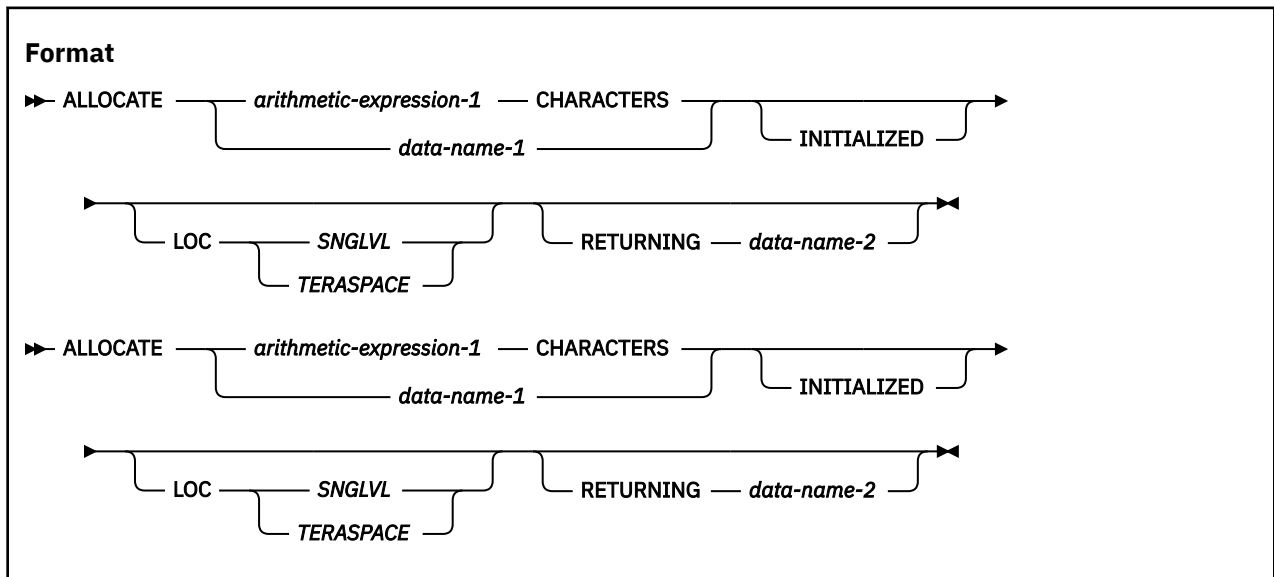 Format
ALLOCATE arithmetic-expression-1 CHARACTERS
data-name-1
INITIALIZED
LOC SNGLVL RETURNING data-name-2
TERASPACE
ALLOCATE arithmetic-expression-1 CHARACTERS
data-name-1
INITIALIZED
LOC SNGLVL RETURNING data-name-2
TERASPACE